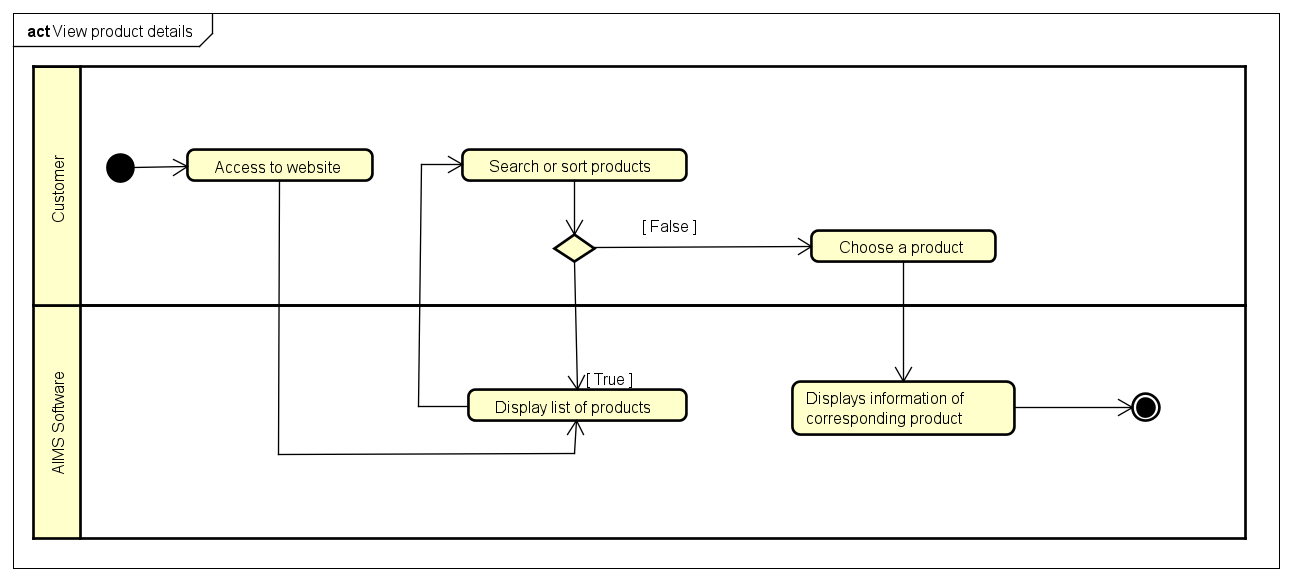 act View product details
Customer
Access to website
Search or sort products
[ False ]
Choose a product
AIMS Software
[ True ]
Display list of products
Displays information of
corresponding product